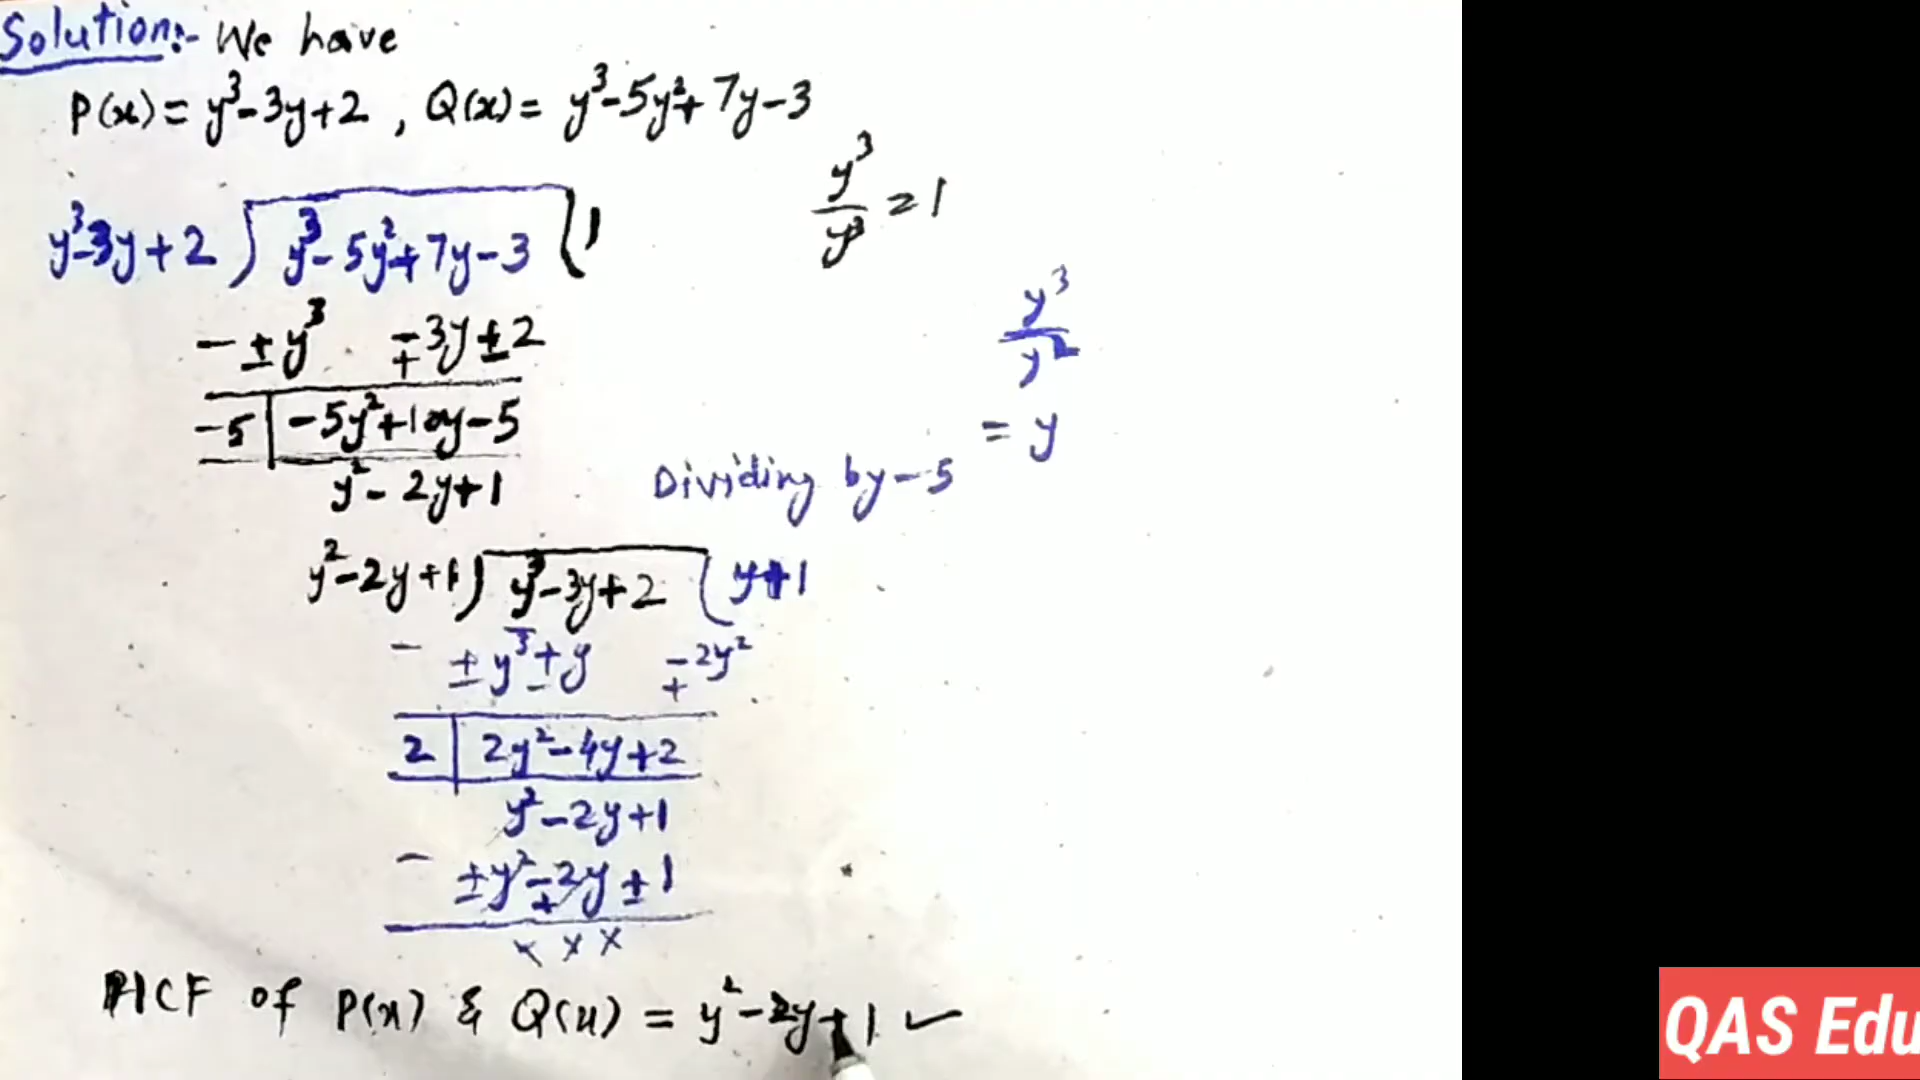 Solution:- We have
P(x) = y³-3y+2 , Q(x) = y³-5y²+7y-3
y³/y³ = 1
y³-3y+2 ) y³-5y²+7y-3 ( 1
- ±y³ ∓3y±2
-5 | -5y²+10y-5
y²-2y+1
Dividing by -5
y³/y² = y
y²-2y+1 ) y³-3y+2 ( y+1
- ±y³±y ∓2y²
2 | 2y²-4y+2
y²-2y+1
- ±y²∓2y±1
x x x
HCF of P(x) & Q(x) = y²-2y+1 ✓
QAS Edu